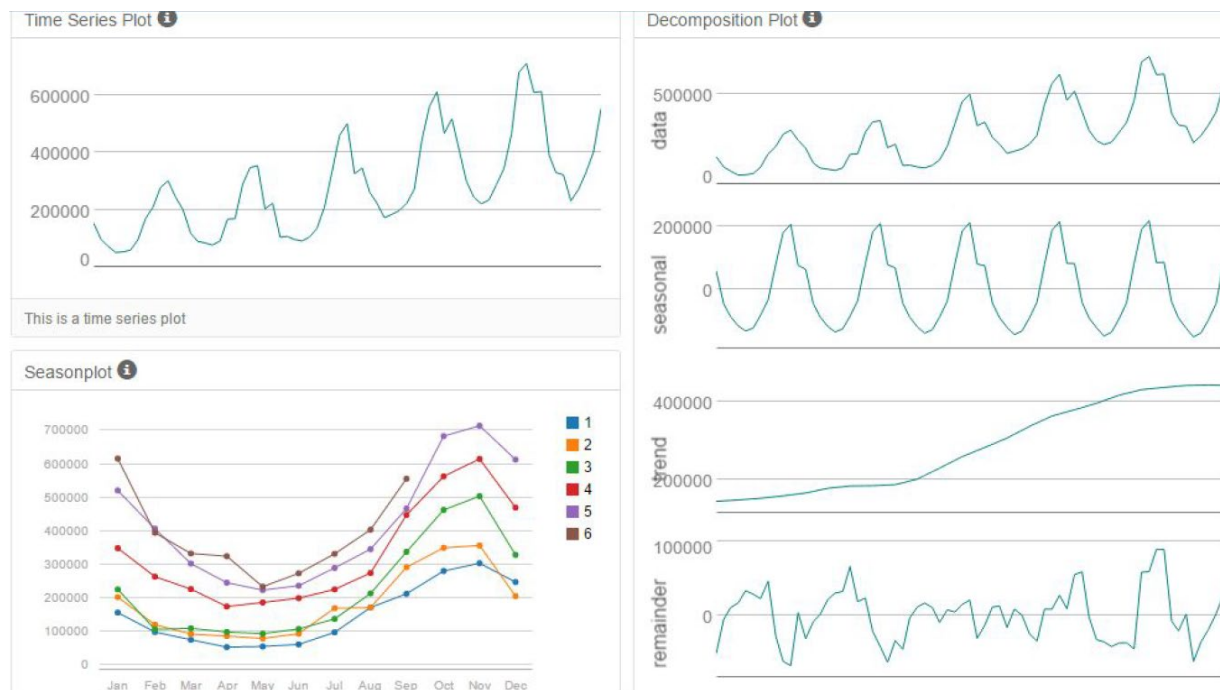 Time Series Plot
600000
400000
200000
0
This is a time series plot
Seasonplot
700000
600000
500000
400000
300000
200000
100000
0
Jan Feb Mar Apr May Jun Jul Aug Sep Oct Nov Dec
1
2
3
4
5
6
Decomposition Plot
500000
0
data
200000
0
seasonal
400000
200000
trend
100000
0
remainder